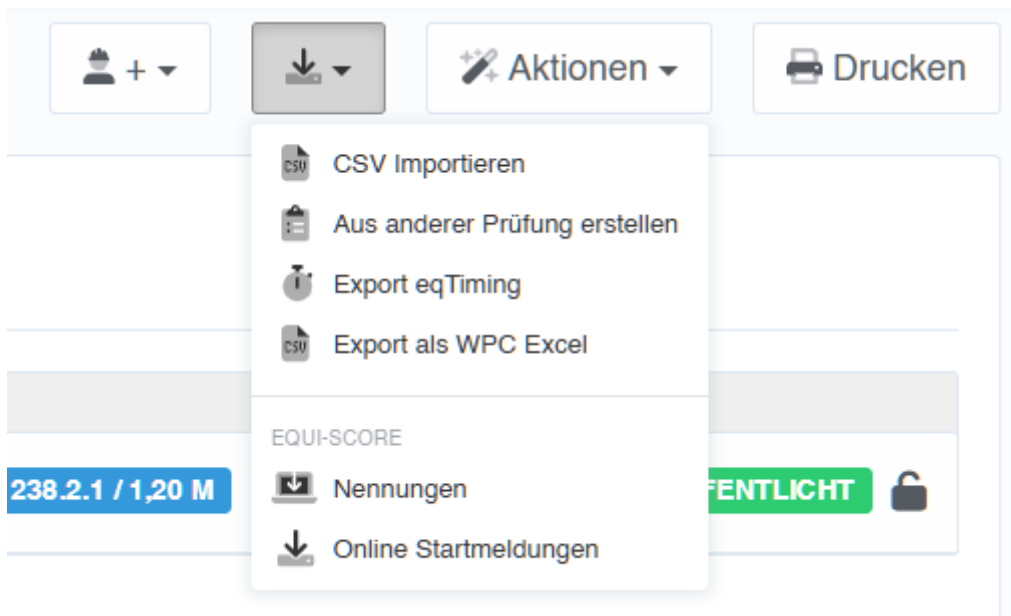 +
Aktionen
Drucken
CSV Importieren
Aus anderer Prüfung erstellen
Export eqTiming
Export als WPC Excel
EQUI-SCORE
238.2.1 / 1,20 M
Nennungen
FENTLICHT
Online Startmeldungen